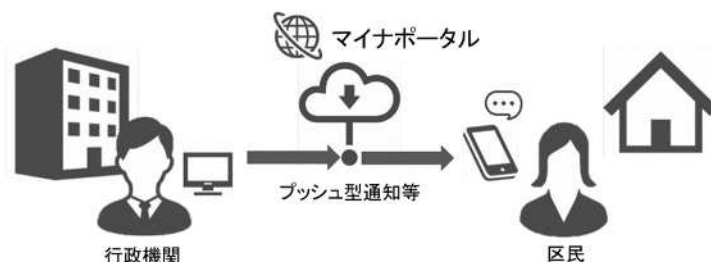 マイナポータル
プッシュ型通知等
行政機関
区民